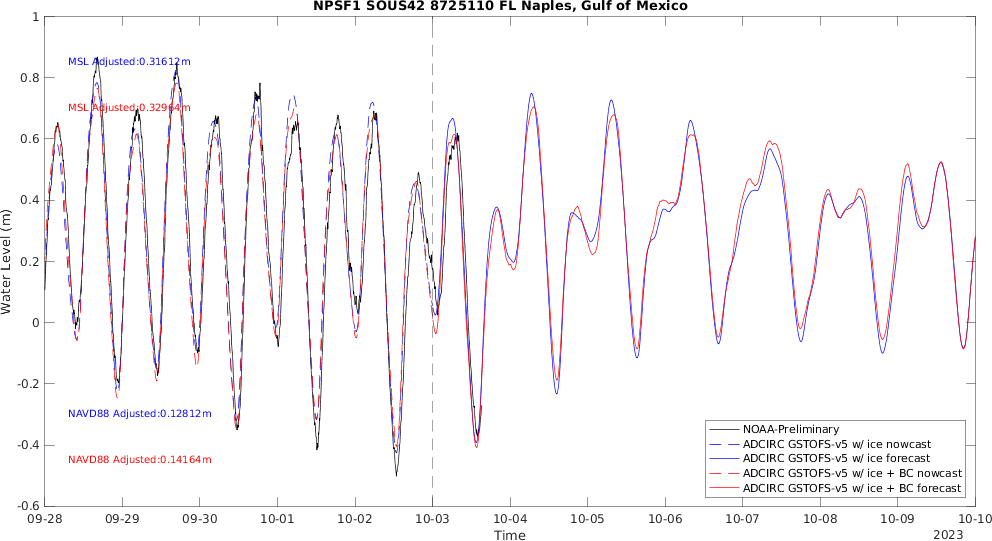 NPSF1 SOUS42 8725110 FL Naples, Gulf of Mexico
1
0.8
0.6
0.4
0.2
0
-0.2
-0.4
-0.6
Water Level (m)
MSL Adjusted:0.31612m
MSL Adjusted:0.32964m
NAVD88 Adjusted:0.12812m
NAVD88 Adjusted:0.14164m
NOAA-Preliminary
ADCIRC GSTOFS-v5 w/ ice nowcast
ADCIRC GSTOFS-v5 w/ ice forecast
ADCIRC GSTOFS-v5 w/ ice + BC nowcast
ADCIRC GSTOFS-v5 w/ ice + BC forecast
09-28 09-29 09-30 10-01 10-02 10-03 10-04 10-05 10-06 10-07 10-08 10-09 10-10
Time
2023